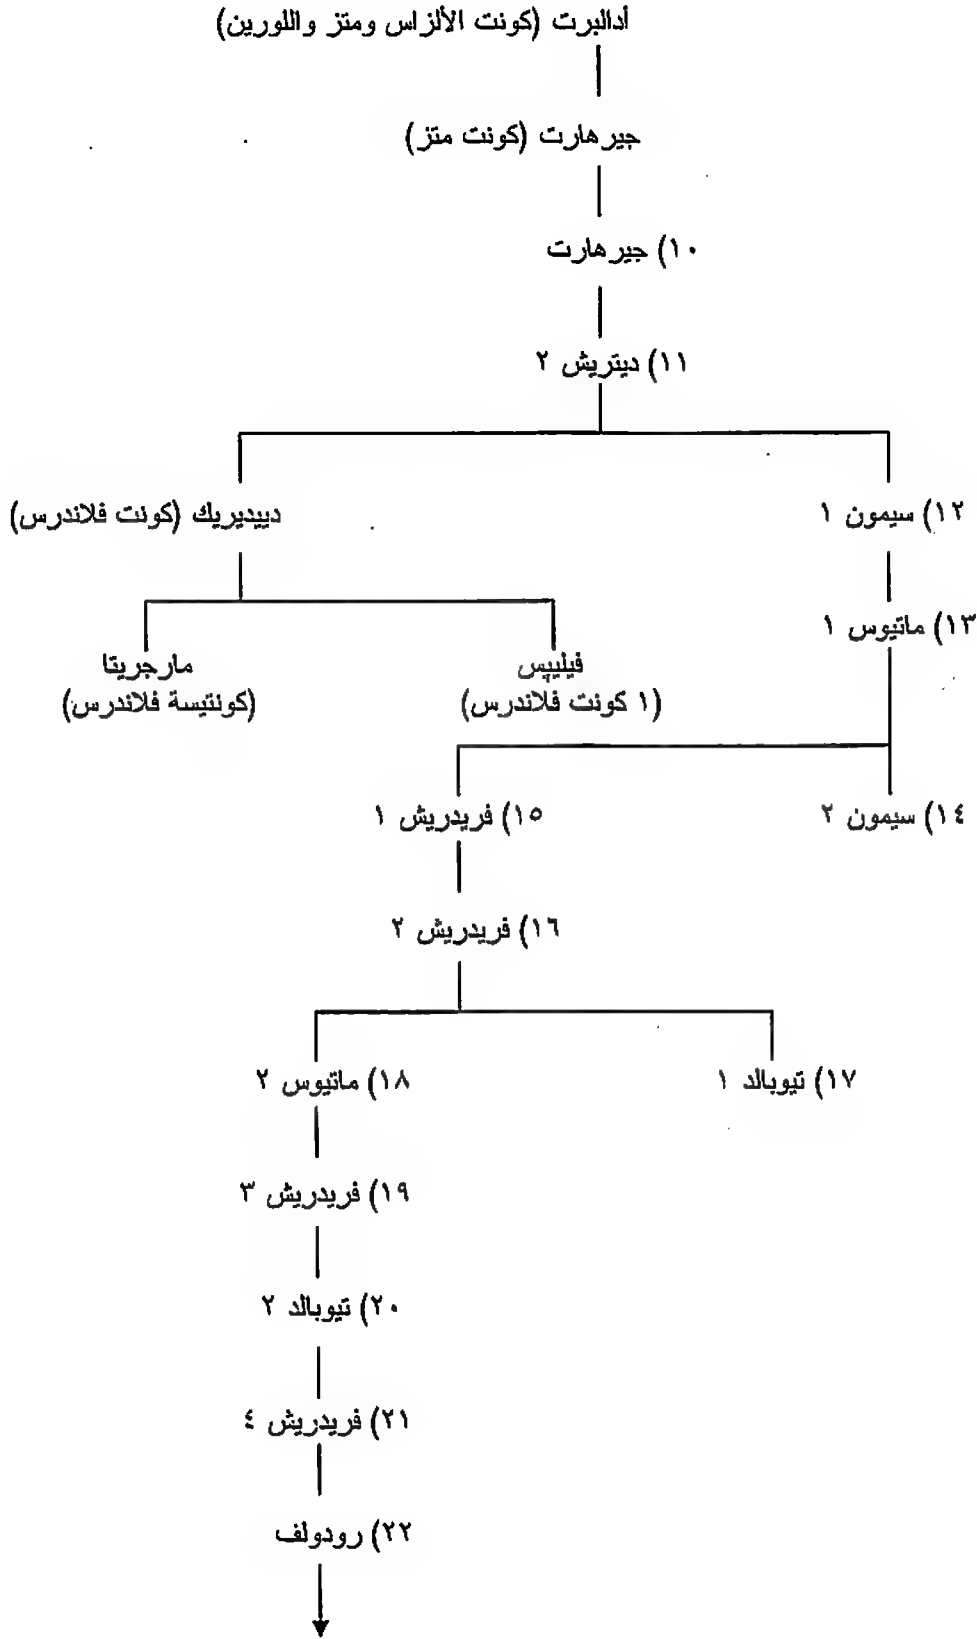 أدالبرت (كونت الألزاس ومتز واللورين)
جيرهارت (كونت متز)
١٠) جيرهارت
١١) ديتريش ٢
١٢) سيمون ١
دييديريك (كونت فلاندرس)
١٣) ماتيوس ١
فيليپس
(١ كونت فلاندرس)
مارجريتا
(كونتيسة فلاندرس)
١٤) سيمون ٢
١٥) فريدريش ١
١٦) فريدريش ٢
١٧) تيوبالد ١
١٨) ماتيوس ٢
١٩) فريدريش ٣
٢٠) تيوبالد ٢
٢١) فريدريش ٤
٢٢) رودولف